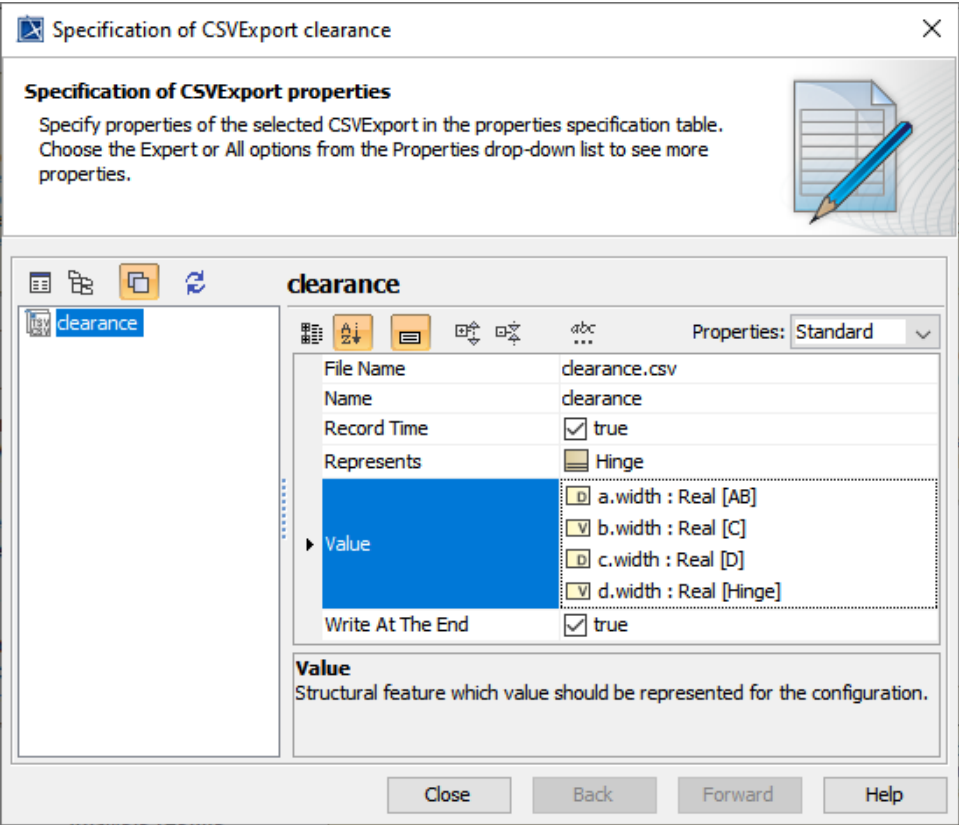 Specification of CSVExport clearance
Specification of CSVExport properties
Specify properties of the selected CSVExport in the properties specification table.
Choose the Expert or All options from the Properties drop-down list to see more
properties.
clearance
clearance
Properties: Standard
File Name clearance.csv
Name clearance
Record Time true
Represents Hinge
Value
D a.width : Real [AB]
V b.width : Real [C]
D c.width : Real [D]
V d.width : Real [Hinge]
Write At The End true
Value
Structural feature which value should be represented for the configuration.
Close Back Forward Help